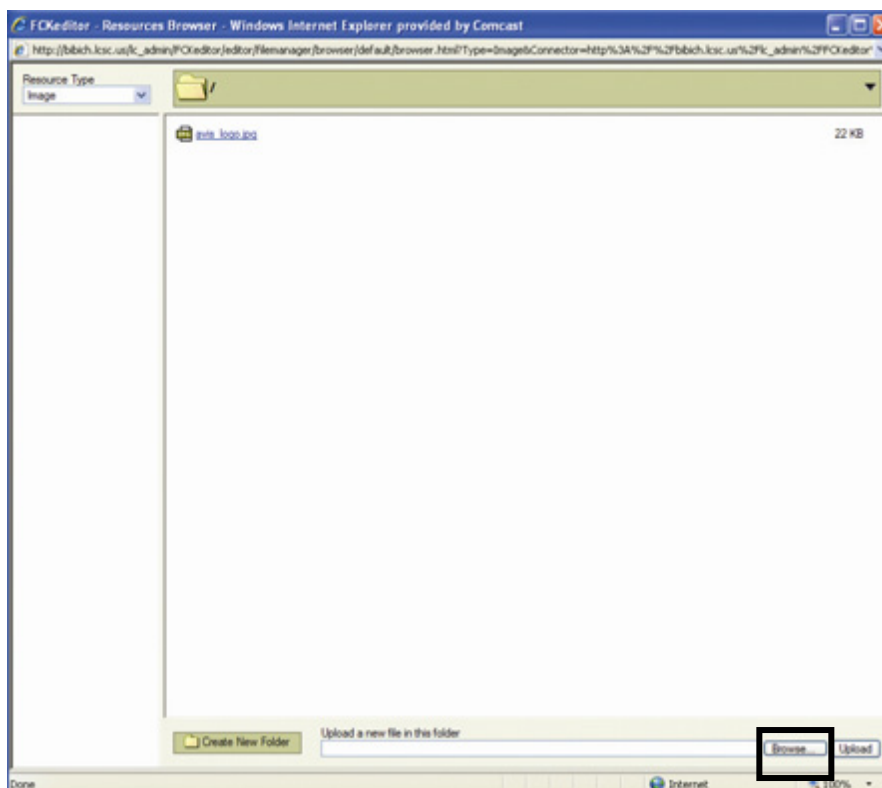 FCKeditor - Resources Browser - Windows Internet Explorer provided by Comcast
http://bibich.lcsc.us/lc_admin/FCKeditor/editor/filemanager/browser/default/browser.html?Type=Image&Connector=http%3A%2F%2Fbibich.lcsc.us%2Flc_admin%2FFCKeditor
Resource Type
Image
/
avis_logo.jpg 22 KB
Create New Folder
Upload a new file in this folder
Browse... Upload
Done Internet 100%